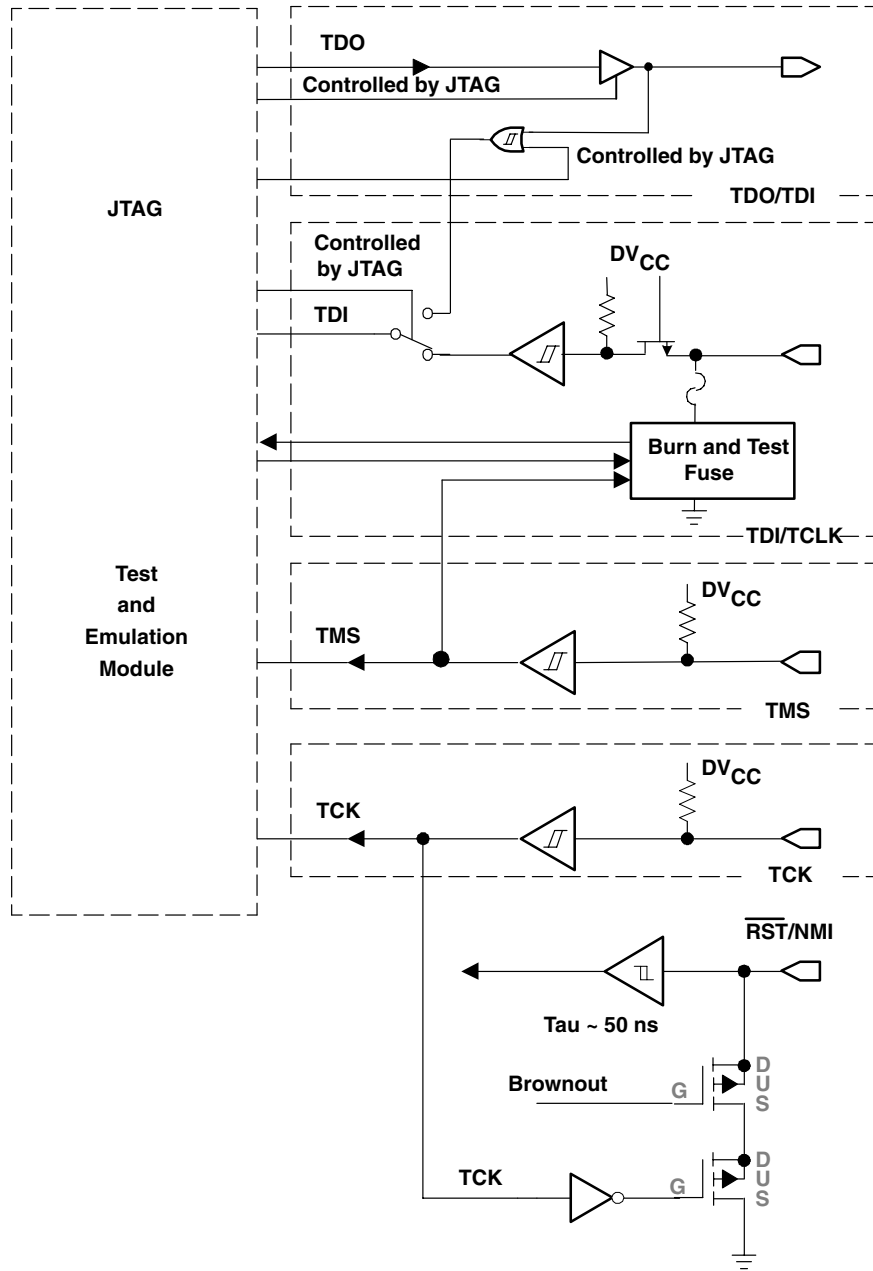 TDO
Controlled by JTAG
Controlled by JTAG
TDO/TDI
JTAG
Controlled
by JTAG
TDI
DVCC
Burn and Test
Fuse
TDI/TCLK
Test
and
Emulation
Module
TMS
DVCC
TMS
TCK
DVCC
TCK
RST/NMI
Tau ~ 50 ns
Brownout
G
D
U
S
TCK
G
D
U
S